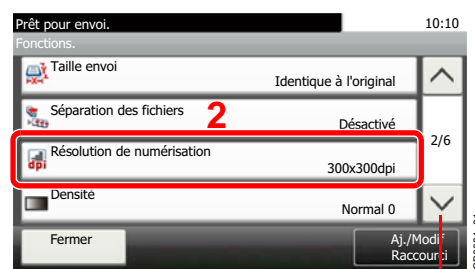 Prêt pour envoi. 10:10
Fonctions.
Taille envoi
Identique à l'original
Séparation des fichiers
2
Désactivé
2/6
Résolution de numérisation
dpi
300x300dpi
Densité
Normal 0
Fermer
Aj./Modif
Raccourci